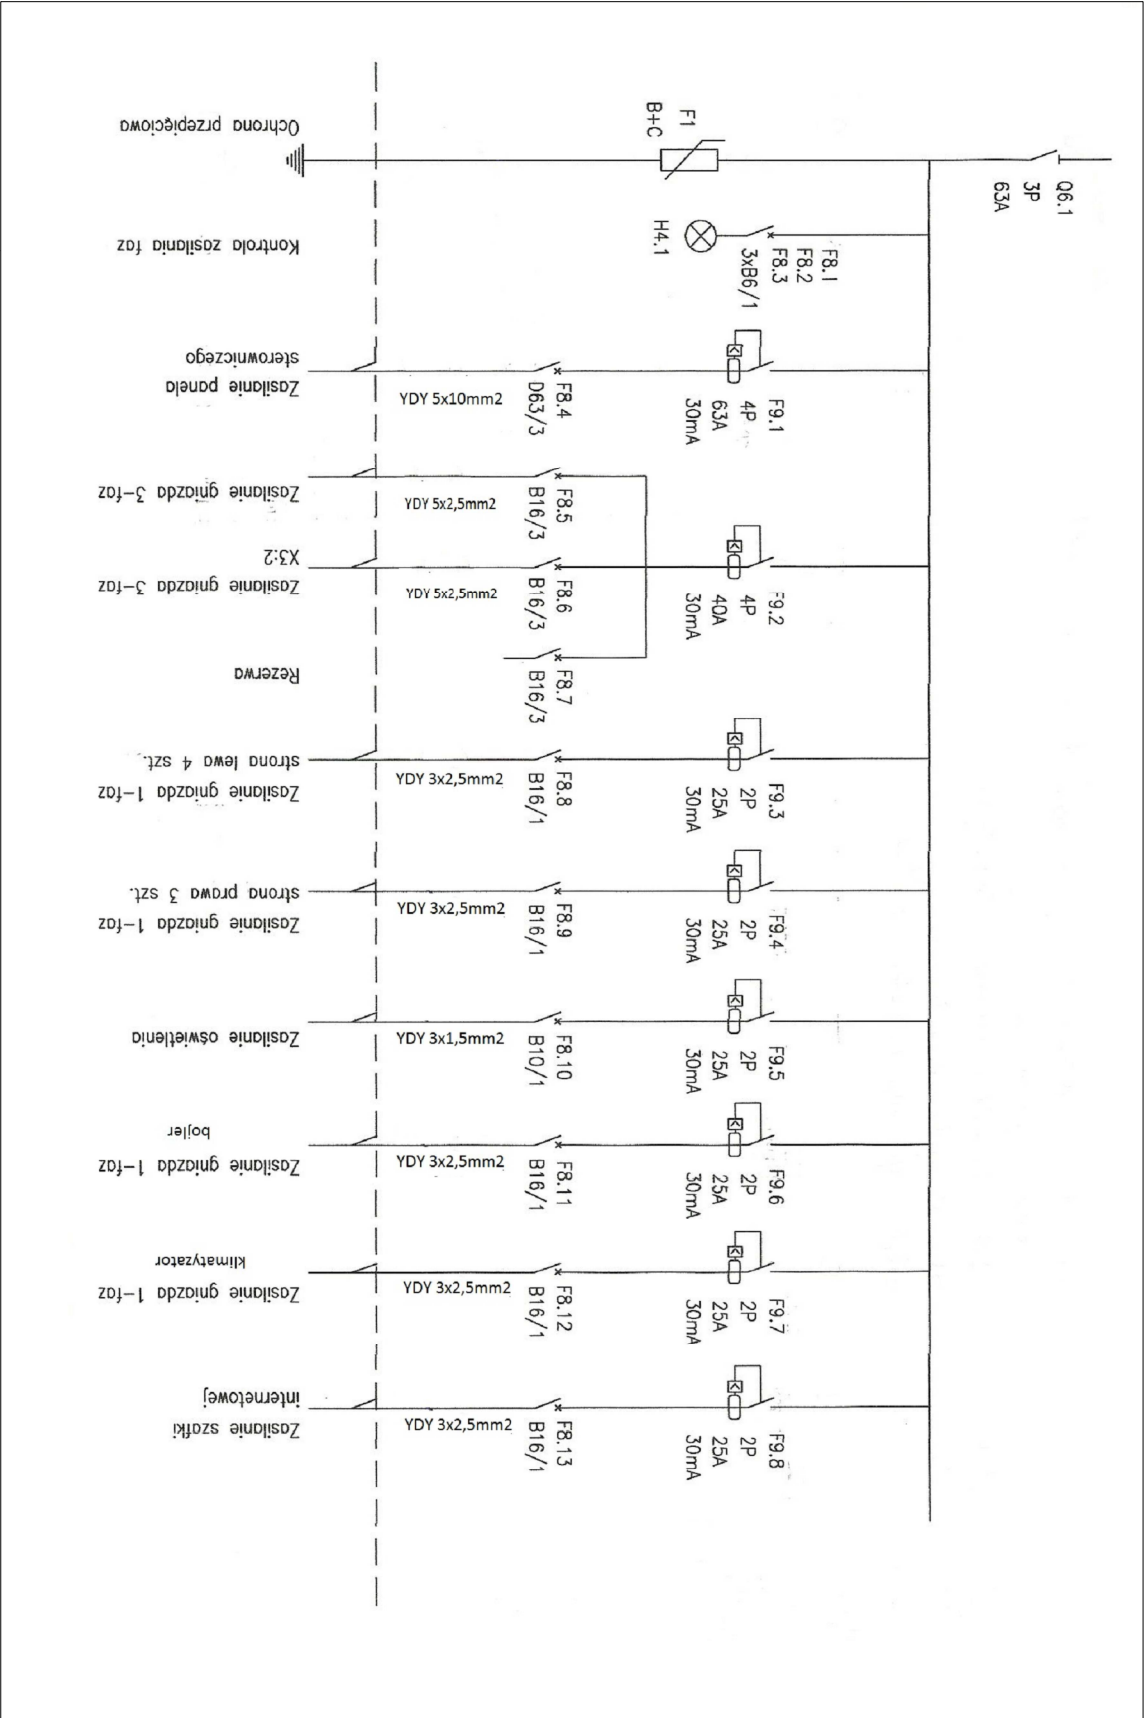 Ochrona przepięciowa
F1
B+C
Q6.1
3P
63A
Kontrola zasilania faz
H4.1
F8.1
F8.2
F8.3
3xB6/1
Zasilanie panela
sterowniczego
YDY 5x10mm2
F8.4
D63/3
F9.1
4P
63A
30mA
Zasilanie gniazda 3-faz
YDY 5x2,5mm2
F8.5
B16/3
Zasilanie gniazda 3-faz
X3:2
YDY 5x2,5mm2
F8.6
B16/3
F9.2
4P
40A
30mA
Rezerwa
F8.7
B16/3
Zasilanie gniazda 1-faz
strona lewa 4 szt.
YDY 3x2,5mm2
F8.8
B16/1
F9.3
2P
25A
30mA
Zasilanie gniazda 1-faz
strona prawa 3 szt.
YDY 3x2,5mm2
F8.9
B16/1
F9.4
2P
25A
30mA
Zasilanie oświetlenia
YDY 3x1,5mm2
F8.10
B10/1
F9.5
2P
25A
30mA
Zasilanie gniazda 1-faz
bojler
YDY 3x2,5mm2
F8.11
B16/1
F9.6
2P
25A
30mA
Zasilanie gniazda 1-faz
klimatyzator
YDY 3x2,5mm2
F8.12
B16/1
F9.7
2P
25A
30mA
Zasilanie szafki
internetowej
YDY 3x2,5mm2
F8.13
B16/1
F9.8
2P
25A
30mA